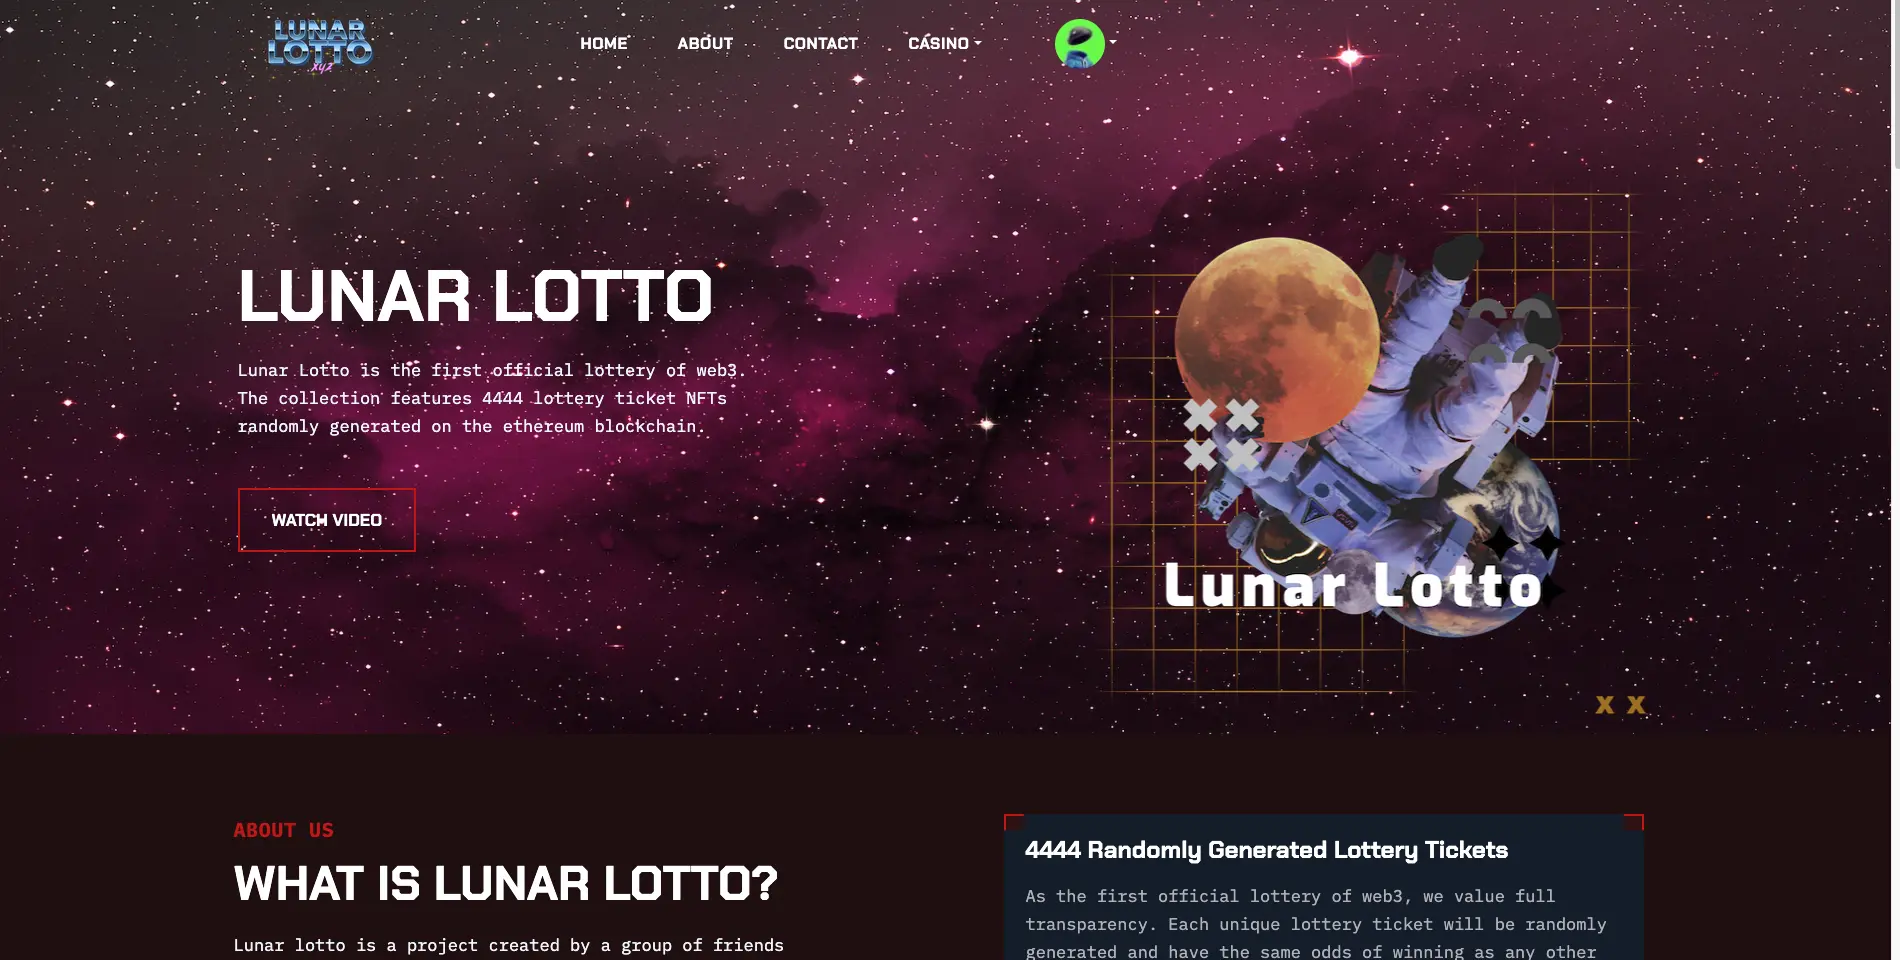 LUNAR
LOTTO
xyz
HOME
ABOUT
CONTACT
CASINO
LUNAR LOTTO
Lunar Lotto is the first official lottery of web3.
The collection features 4444 lottery ticket NFTs
randomly generated on the ethereum blockchain.
WATCH VIDEO
Lunar Lotto
X X
ABOUT US
WHAT IS LUNAR LOTTO?
Lunar lotto is a project created by a group of friends
4444 Randomly Generated Lottery Tickets
As the first official lottery of web3, we value full
transparency. Each unique lottery ticket will be randomly
generated and have the same odds of winning as any other